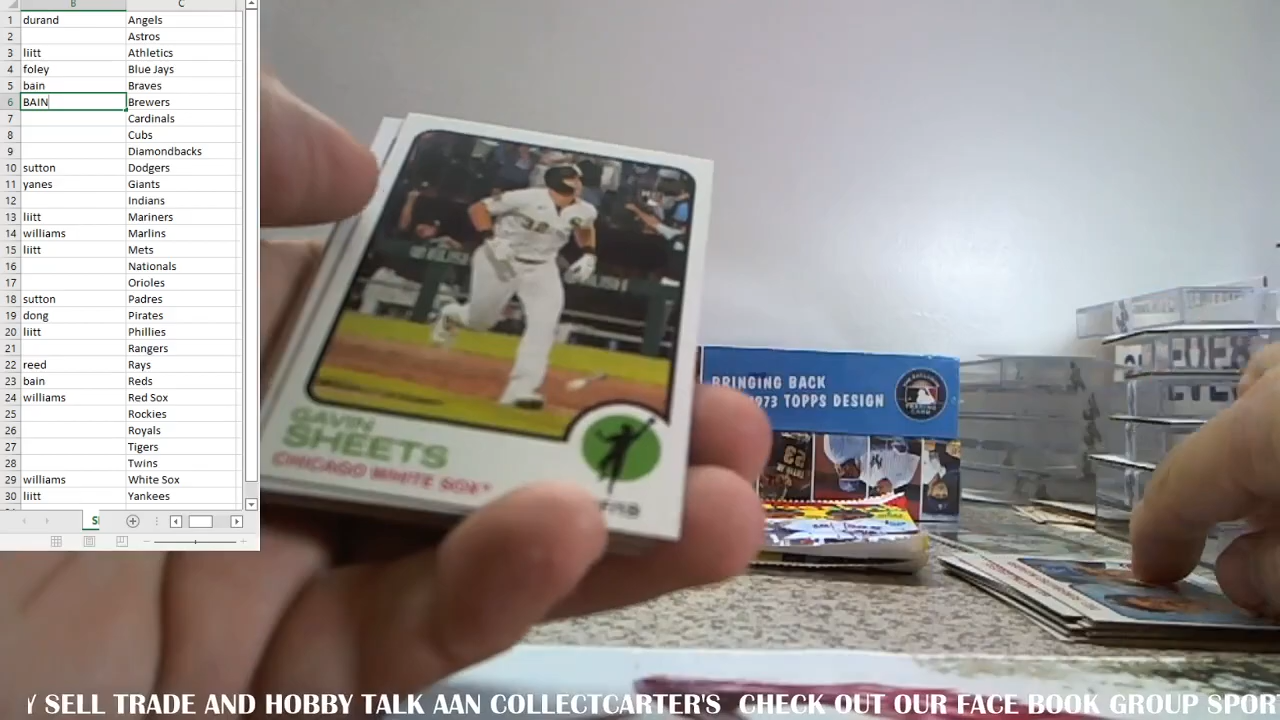 B C
1 durand Angels
2 Astros
3 liitt Athletics
4 foley Blue Jays
5 bain Braves
6 BAIN Brewers
7 Cardinals
8 Cubs
9 Diamondbacks
10 sutton Dodgers
11 yanes Giants
12 Indians
13 liitt Mariners
14 williams Marlins
15 liitt Mets
16 Nationals
17 Orioles
18 sutton Padres
19 dong Pirates
20 liitt Phillies
21 Rangers
22 reed Rays
23 bain Reds
24 williams Red Sox
25 Rockies
26 Royals
27 Tigers
28 Twins
29 williams White Sox
30 liitt Yankees
GAVIN
SHEETS
CHICAGO WHITE SOX
BRINGING BACK
1973 TOPPS DESIGN
Y SELL TRADE AND HOBBY TALK AAN COLLECTCARTER'S CHECK OUT OUR FACE BOOK GROUP SPOR